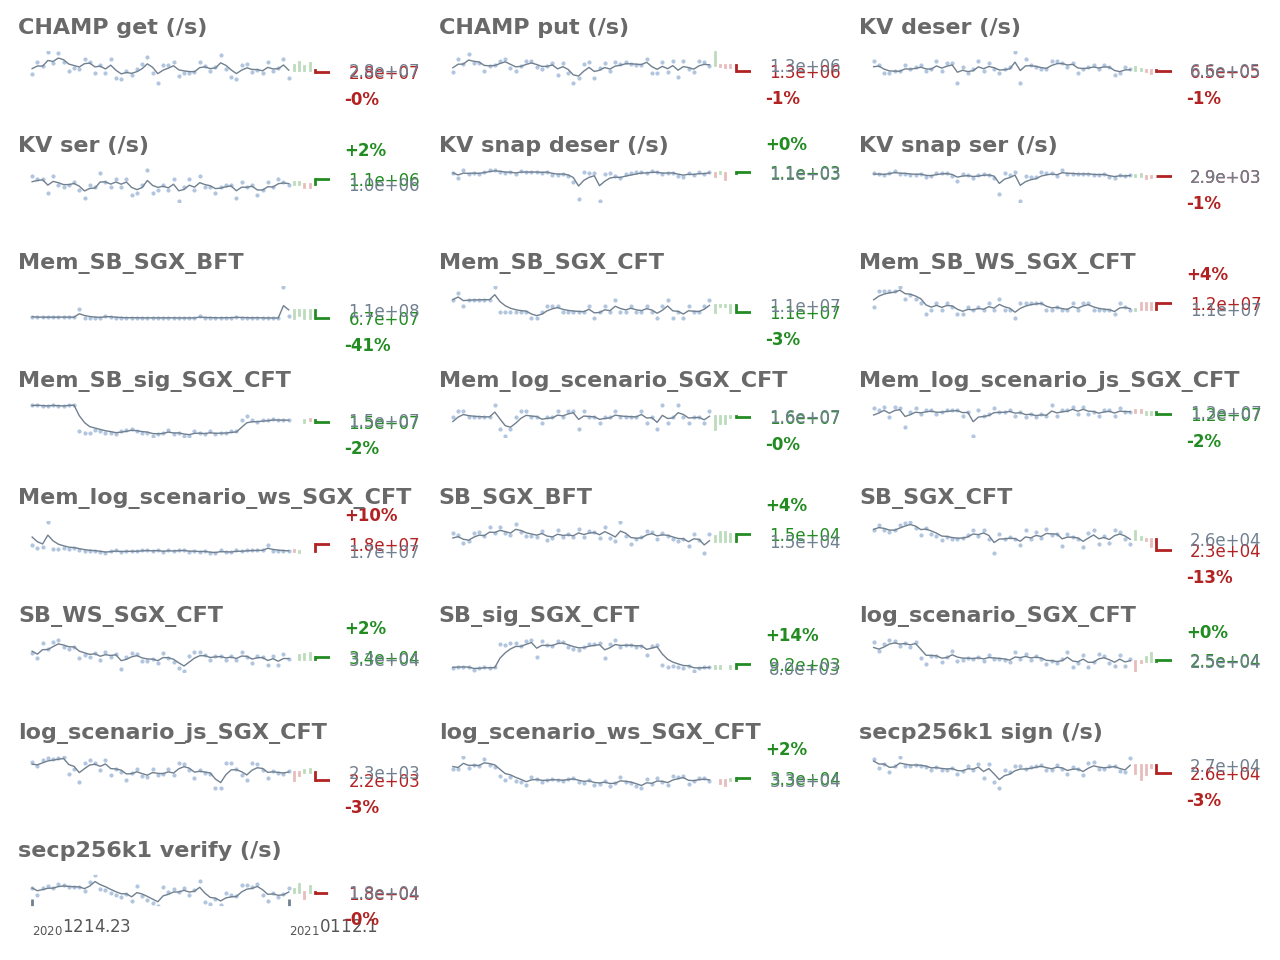 CHAMP get (/s)
2.8e+07
2.8e+07
-0%
CHAMP put (/s)
1.3e+06
1.3e+06
-1%
KV deser (/s)
6.6e+05
-1%
KV ser (/s)
+2%
1.1e+06
1.0e+06
KV snap deser (/s)
+0%
1.1e+03
1.1e+03
KV snap ser (/s)
2.9e+03
-1%
Mem_SB_SGX_BFT
1.1e+08
6.7e+07
-41%
Mem_SB_SGX_CFT
1.1e+07
1.1e+07
-3%
Mem_SB_WS_SGX_CFT
+4%
1.2e+07
1.1e+07
Mem_SB_sig_SGX_CFT
1.5e+07
1.5e+07
-2%
Mem_log_scenario_SGX_CFT
1.6e+07
-0%
Mem_log_scenario_js_SGX_CFT
1.2e+07
-2%
Mem_log_scenario_ws_SGX_CFT
+10%
1.8e+07
1.7e+07
SB_SGX_BFT
+4%
1.5e+04
1.5e+04
SB_SGX_CFT
2.6e+04
2.3e+04
-13%
SB_WS_SGX_CFT
+2%
3.4e+04
3.3e+04
SB_sig_SGX_CFT
+14%
9.2e+03
8.0e+03
log_scenario_SGX_CFT
+0%
2.5e+04
2.5e+04
log_scenario_js_SGX_CFT
2.3e+03
2.2e+03
-3%
log_scenario_ws_SGX_CFT
+2%
3.3e+04
3.3e+04
secp256k1 sign (/s)
2.7e+04
2.6e+04
-3%
secp256k1 verify (/s)
1.8e+04
1.8e+04
-0%
2020 1214.23
2021 0112.1